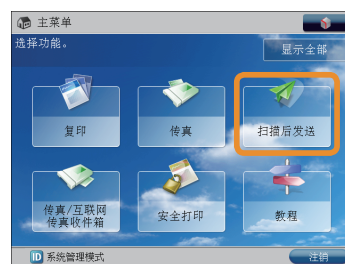 主菜单
选择功能。
显示全部
复印
传真
扫描后发送
传真/互联网
传真收件箱
安全打印
教程
ID 系统管理模式
注销